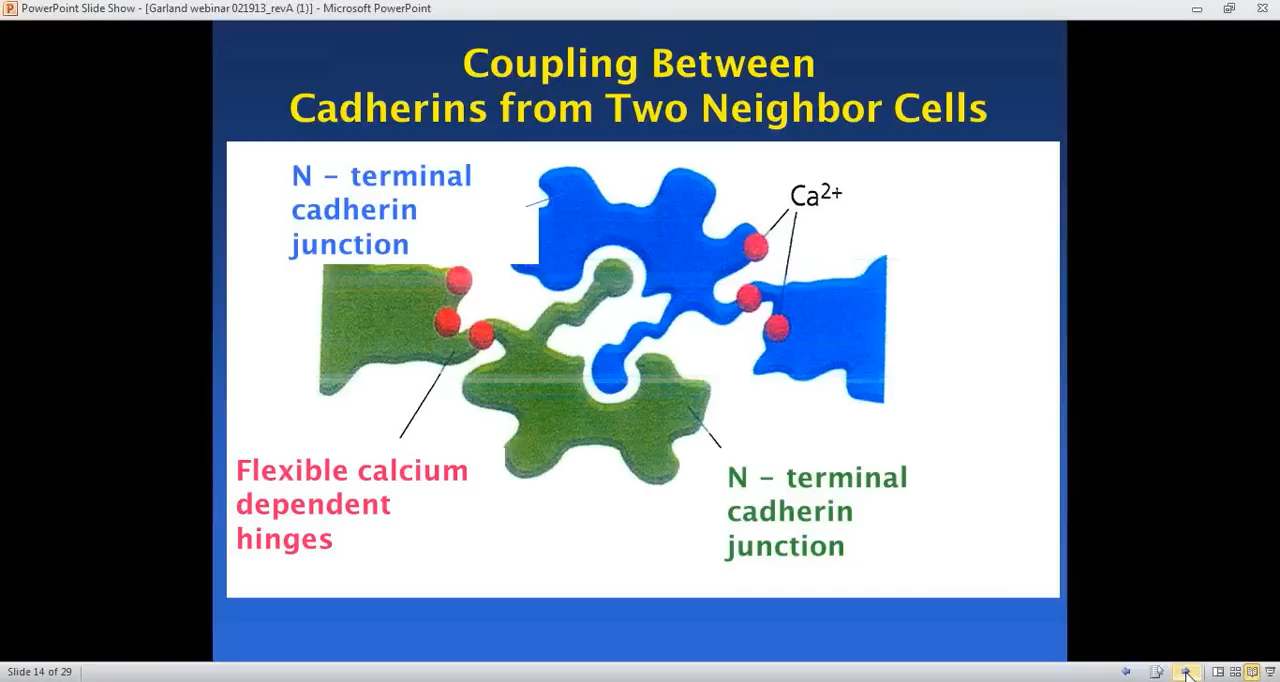 PowerPoint Slide Show - [Garland webinar 021913_revA (1)] - Microsoft PowerPoint
Coupling Between
Cadherins from Two Neighbor Cells
N - terminal
cadherin
junction
Ca2+
Flexible calcium
dependent
hinges
N - terminal
cadherin
junction
Slide 14 of 29